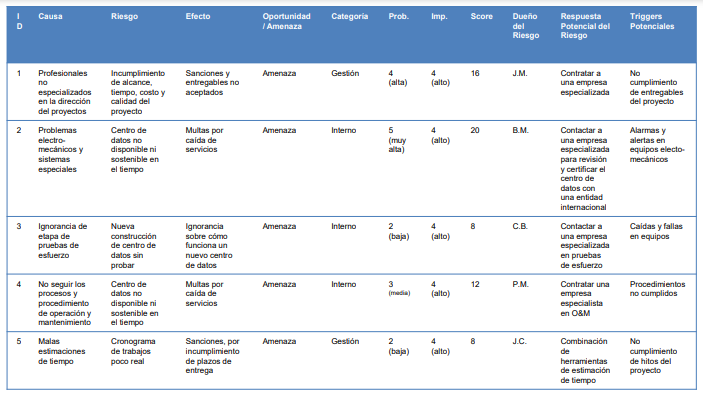 I
D
Causa
Riesgo
Efecto
Oportunidad
/ Amenaza
Categoría
Prob.
Imp.
Score
Dueño
del
Riesgo
Respuesta
Potencial del
Riesgo
Triggers
Potenciales
1
Profesionales
no
especializados
en la dirección
del proyectos
Incumplimiento
de alcance,
tiempo, costo y
calidad del
proyecto
Sanciones y
entregables no
aceptados
Amenaza
Gestión
4
(alta)
4
(alto)
16
J.M.
Contratar a
una empresa
especializada
No
cumplimiento
de entregables
del proyecto
2
Problemas
electro-
mecánicos y
sistemas
especiales
Centro de
datos no
disponible ni
sostenible en
el tiempo
Multas por
caída de
servicios
Amenaza
Interno
5
(muy
alta)
4
(alto)
20
B.M.
Contactar a
una empresa
especializada
para revisión
y certificar el
centro de
datos con
una entidad
internacional
Alarmas y
alertas en
equipos electo-
mecánicos
3
Ignorancia de
etapa de
pruebas de
esfuerzo
Nueva
construcción
de centro de
datos sin
probar
Ignorancia
sobre cómo
funciona un
nuevo centro
de datos
Amenaza
Interno
2
(baja)
4
(alto)
8
C.B.
Contactar a
una empresa
especializada
en pruebas
de esfuerzo
Caídas y fallas
en equipos
4
No seguir los
procesos y
procedimiento
de operación y
mantenimiento
Centro de
datos no
disponible ni
sostenible en
el tiempo
Multas por
caída de
servicios
Amenaza
Interno
3
(media)
4
(alto)
12
P.M.
Contratar una
empresa
especialista
en O&M
Procedimientos
no cumplidos
5
Malas
estimaciones
de tiempo
Cronograma
de trabajos
poco real
Sanciones, por
incumplimiento
de plazos de
entrega
Amenaza
Gestión
2
(baja)
4
(alto)
8
J.C.
Combinación
de
herramientas
de estimación
de tiempo
No
cumplimiento
de hitos del
proyecto